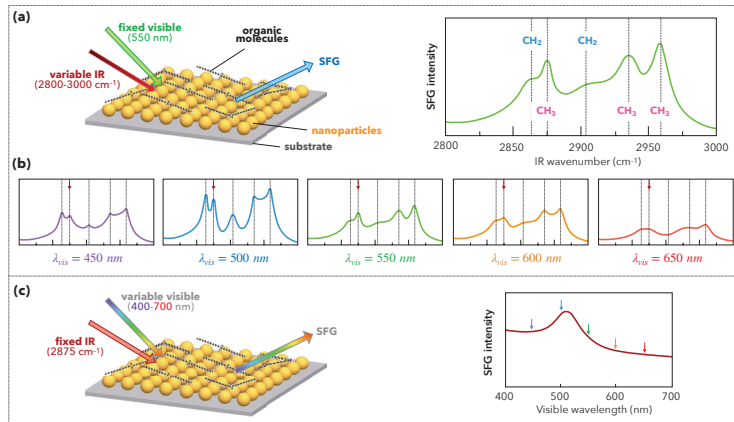 (a)
fixed visible
(550 nm)
organic
molecules
variable IR
(2800-3000 cm⁻¹)
SFG
nanoparticles
substrate
SFG intensity
CH₂
CH₂
CH₃
CH₃
CH₃
2800
2850
2900
2950
3000
IR wavenumber (cm⁻¹)
(b)
λvis = 450 nm
λvis = 500 nm
λvis = 550 nm
λvis = 600 nm
λvis = 650 nm
(c)
variable visible
(400-700 nm)
fixed IR
(2875 cm⁻¹)
SFG
SFG intensity
400
500
600
700
Visible wavelength (nm)